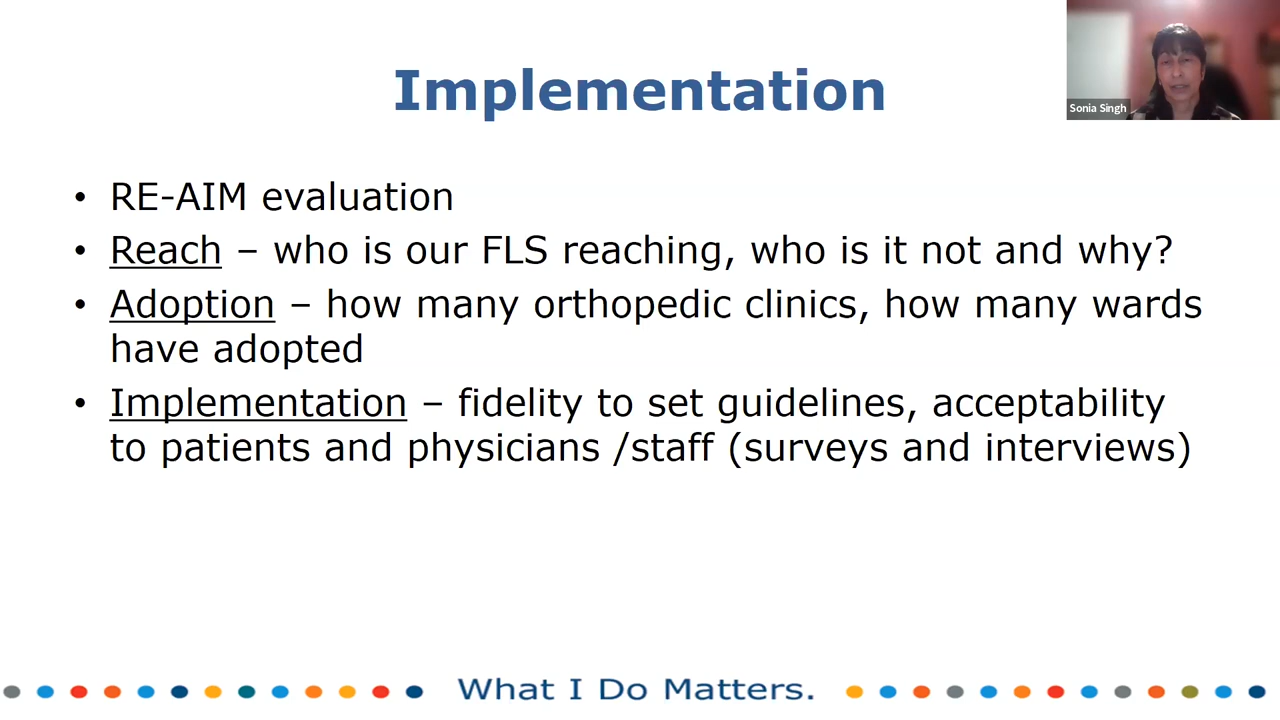 Implementation
Sonia Singh
• RE-AIM evaluation
• Reach – who is our FLS reaching, who is it not and why?
• Adoption – how many orthopedic clinics, how many wards
have adopted
• Implementation – fidelity to set guidelines, acceptability
to patients and physicians /staff (surveys and interviews)
What I Do Matters.